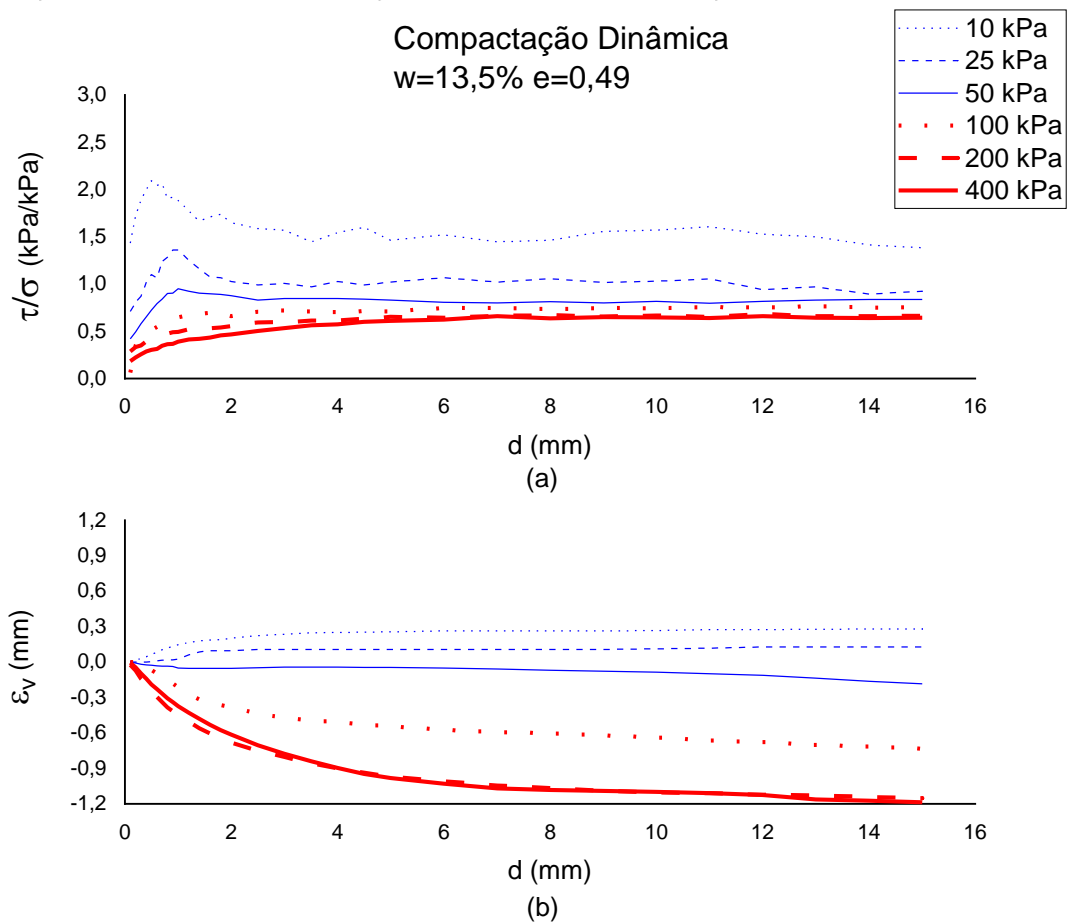 Compactação Dinâmica
w=13,5% e=0,49
10 kPa
25 kPa
50 kPa
100 kPa
200 kPa
400 kPa
τ/σ (kPa/kPa)
3,0
2,5
2,0
1,5
1,0
0,5
0,0
0 2 4 6 8 10 12 14 16
d (mm)
(a)
εv (mm)
1,2
0,9
0,6
0,3
0,0
-0,3
-0,6
-0,9
-1,2
0 2 4 6 8 10 12 14 16
d (mm)
(b)